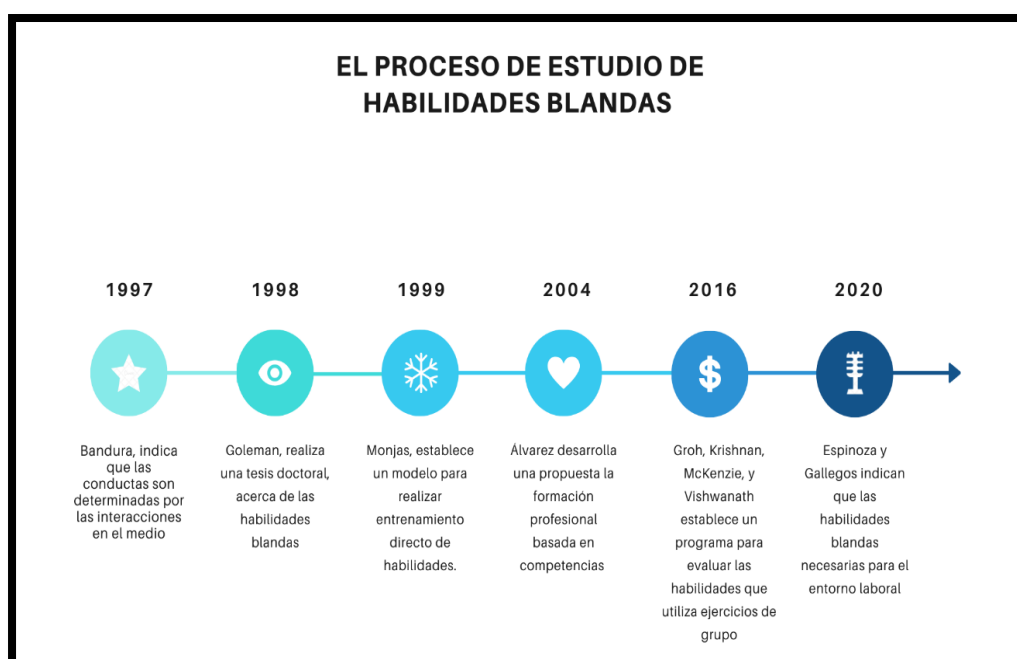 EL PROCESO DE ESTUDIO DE
HABILIDADES BLANDAS
1997
Bandura, indica
que las
conductas son
determinadas por
las interacciones
en el medio
1998
Goleman, realiza
una tesis doctoral,
acerca de las
habilidades
blandas
1999
Monjas, establece
un modelo para
realizar
entrenamiento
directo de
habilidades.
2004
Álvarez desarrolla
una propuesta la
formación
profesional
basada en
competencias
2016
Groh, Krishnan,
McKenzie, y
Vishwanath
establece un
programa para
evaluar las
habilidades que
utiliza ejercicios de
grupo
2020
Espinoza y
Gallegos indican
que las
habilidades
blandas
necesarias para el
entorno laboral